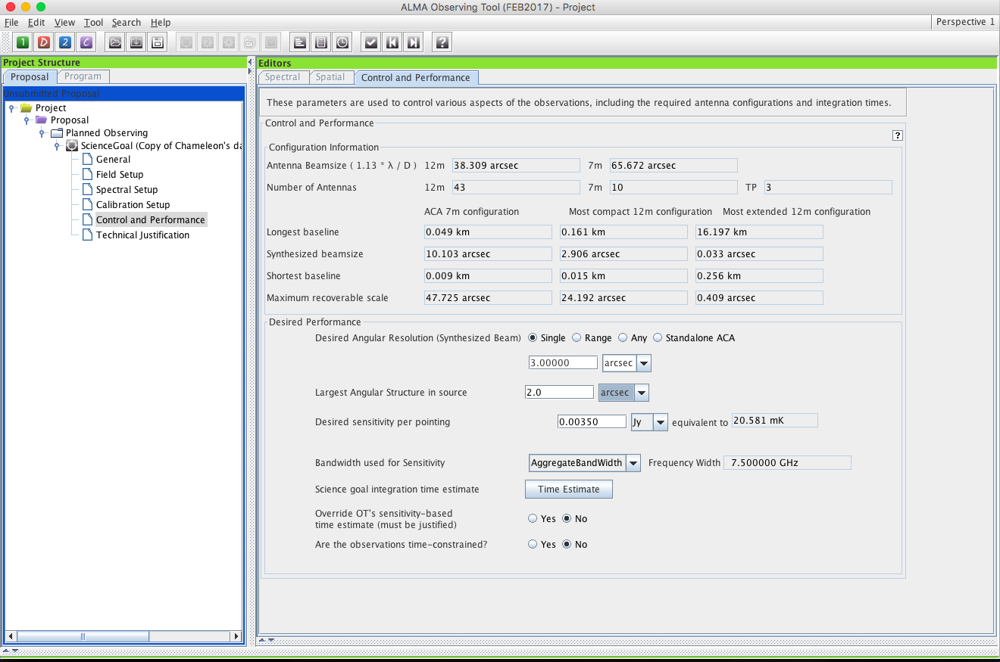 ALMA Observing Tool (FEB2017) - Project
File Edit View Tool Search Help
Perspective 1
1 D 2 C ?
Project Structure
Proposal Program
Unsubmitted Proposal
Project
Proposal
Planned Observing
ScienceGoal (Copy of Chameleon's da
General
Field Setup
Spectral Setup
Calibration Setup
Control and Performance
Technical Justification
Editors
Spectral Spatial Control and Performance
These parameters are used to control various aspects of the observations, including the required antenna configurations and integration times.
Control and Performance
?
Configuration Information
Antenna Beamsize ( 1.13 * λ / D ) 12m 38.309 arcsec 7m 65.672 arcsec
Number of Antennas 12m 43 7m 10 TP 3
ACA 7m configuration Most compact 12m configuration Most extended 12m configuration
Longest baseline 0.049 km 0.161 km 16.197 km
Synthesized beamsize 10.103 arcsec 2.906 arcsec 0.033 arcsec
Shortest baseline 0.009 km 0.015 km 0.256 km
Maximum recoverable scale 47.725 arcsec 24.192 arcsec 0.409 arcsec
Desired Performance
Desired Angular Resolution (Synthesized Beam) Single Range Any Standalone ACA
3.00000 arcsec
Largest Angular Structure in source 2.0 arcsec
Desired sensitivity per pointing 0.00350 Jy equivalent to 20.581 mK
Bandwidth used for Sensitivity AggregateBandWidth Frequency Width 7.500000 GHz
Science goal integration time estimate Time Estimate
Override OT's sensitivity-based
time estimate (must be justified) Yes No
Are the observations time-constrained? Yes No